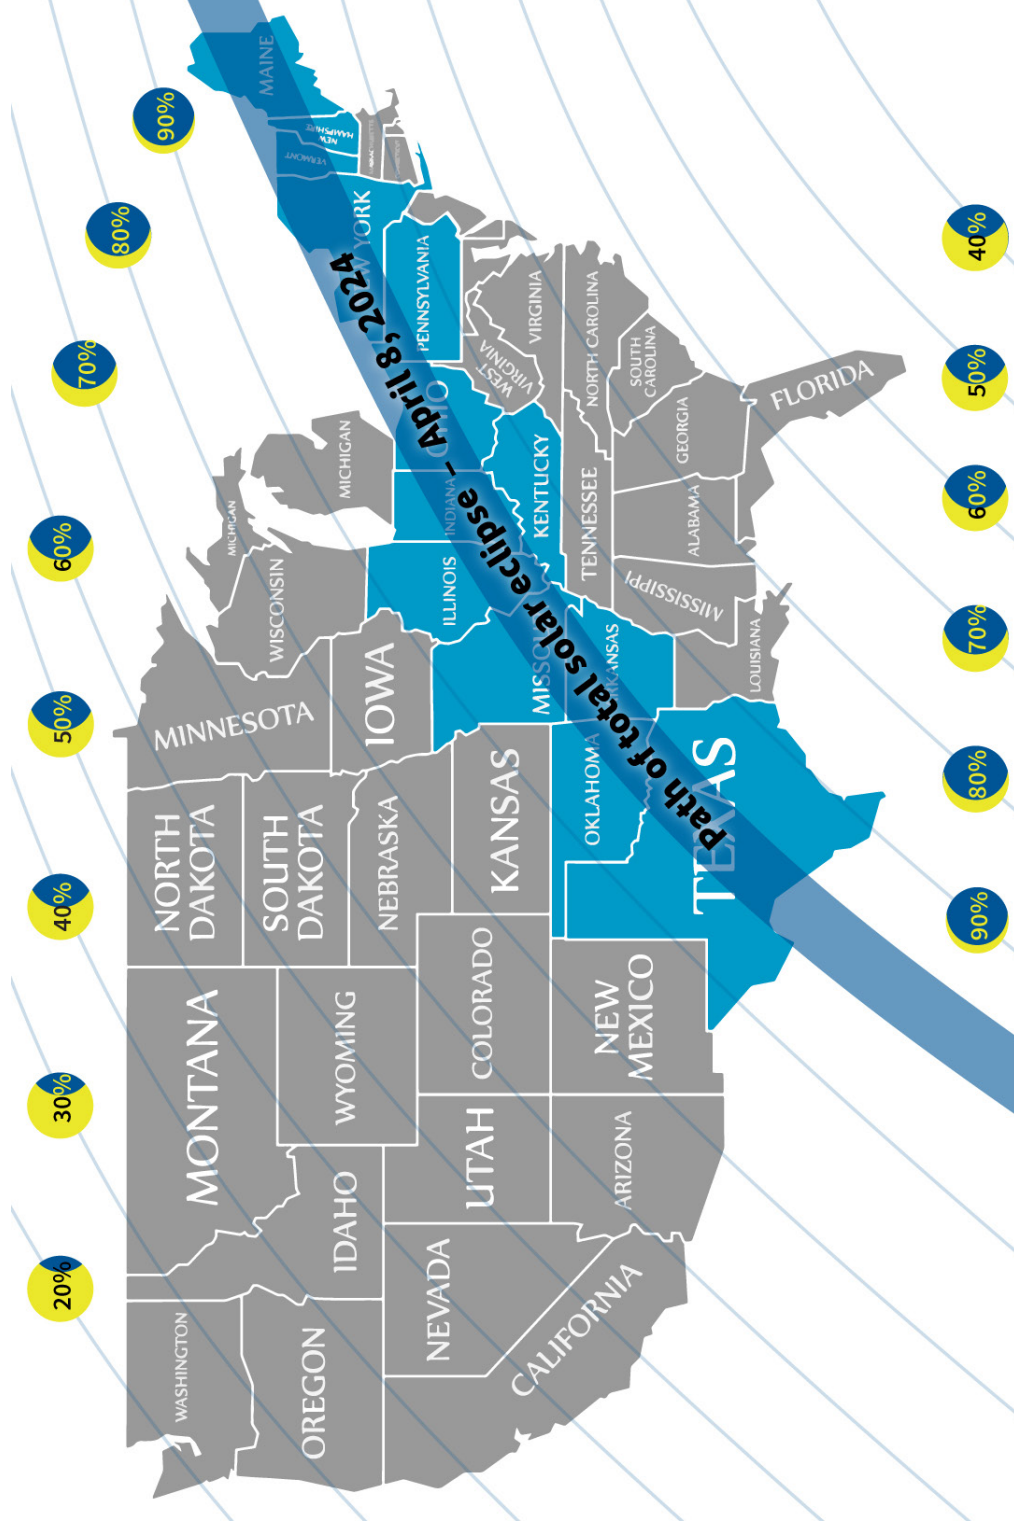 20%
30%
40%
50%
60%
70%
80%
90%
WASHINGTON
OREGON
CALIFORNIA
NEVADA
IDAHO
MONTANA
WYOMING
UTAH
ARIZONA
COLORADO
NEW
MEXICO
NORTH
DAKOTA
SOUTH
DAKOTA
NEBRASKA
KANSAS
OKLAHOMA
TEXAS
MINNESOTA
IOWA
MISSOURI
ARKANSAS
LOUISIANA
WISCONSIN
ILLINOIS
MICHIGAN
MICHIGAN
INDIANA
OHIO
KENTUCKY
TENNESSEE
MISSISSIPPI
ALABAMA
GEORGIA
FLORIDA
SOUTH
CAROLINA
NORTH CAROLINA
VIRGINIA
WEST
VIRGINIA
PENNSYLVANIA
NEW YORK
VERMONT
NEW
HAMPSHIRE
MAINE
Path of total solar eclipse – April 8, 2024
90%
80%
70%
60%
50%
40%